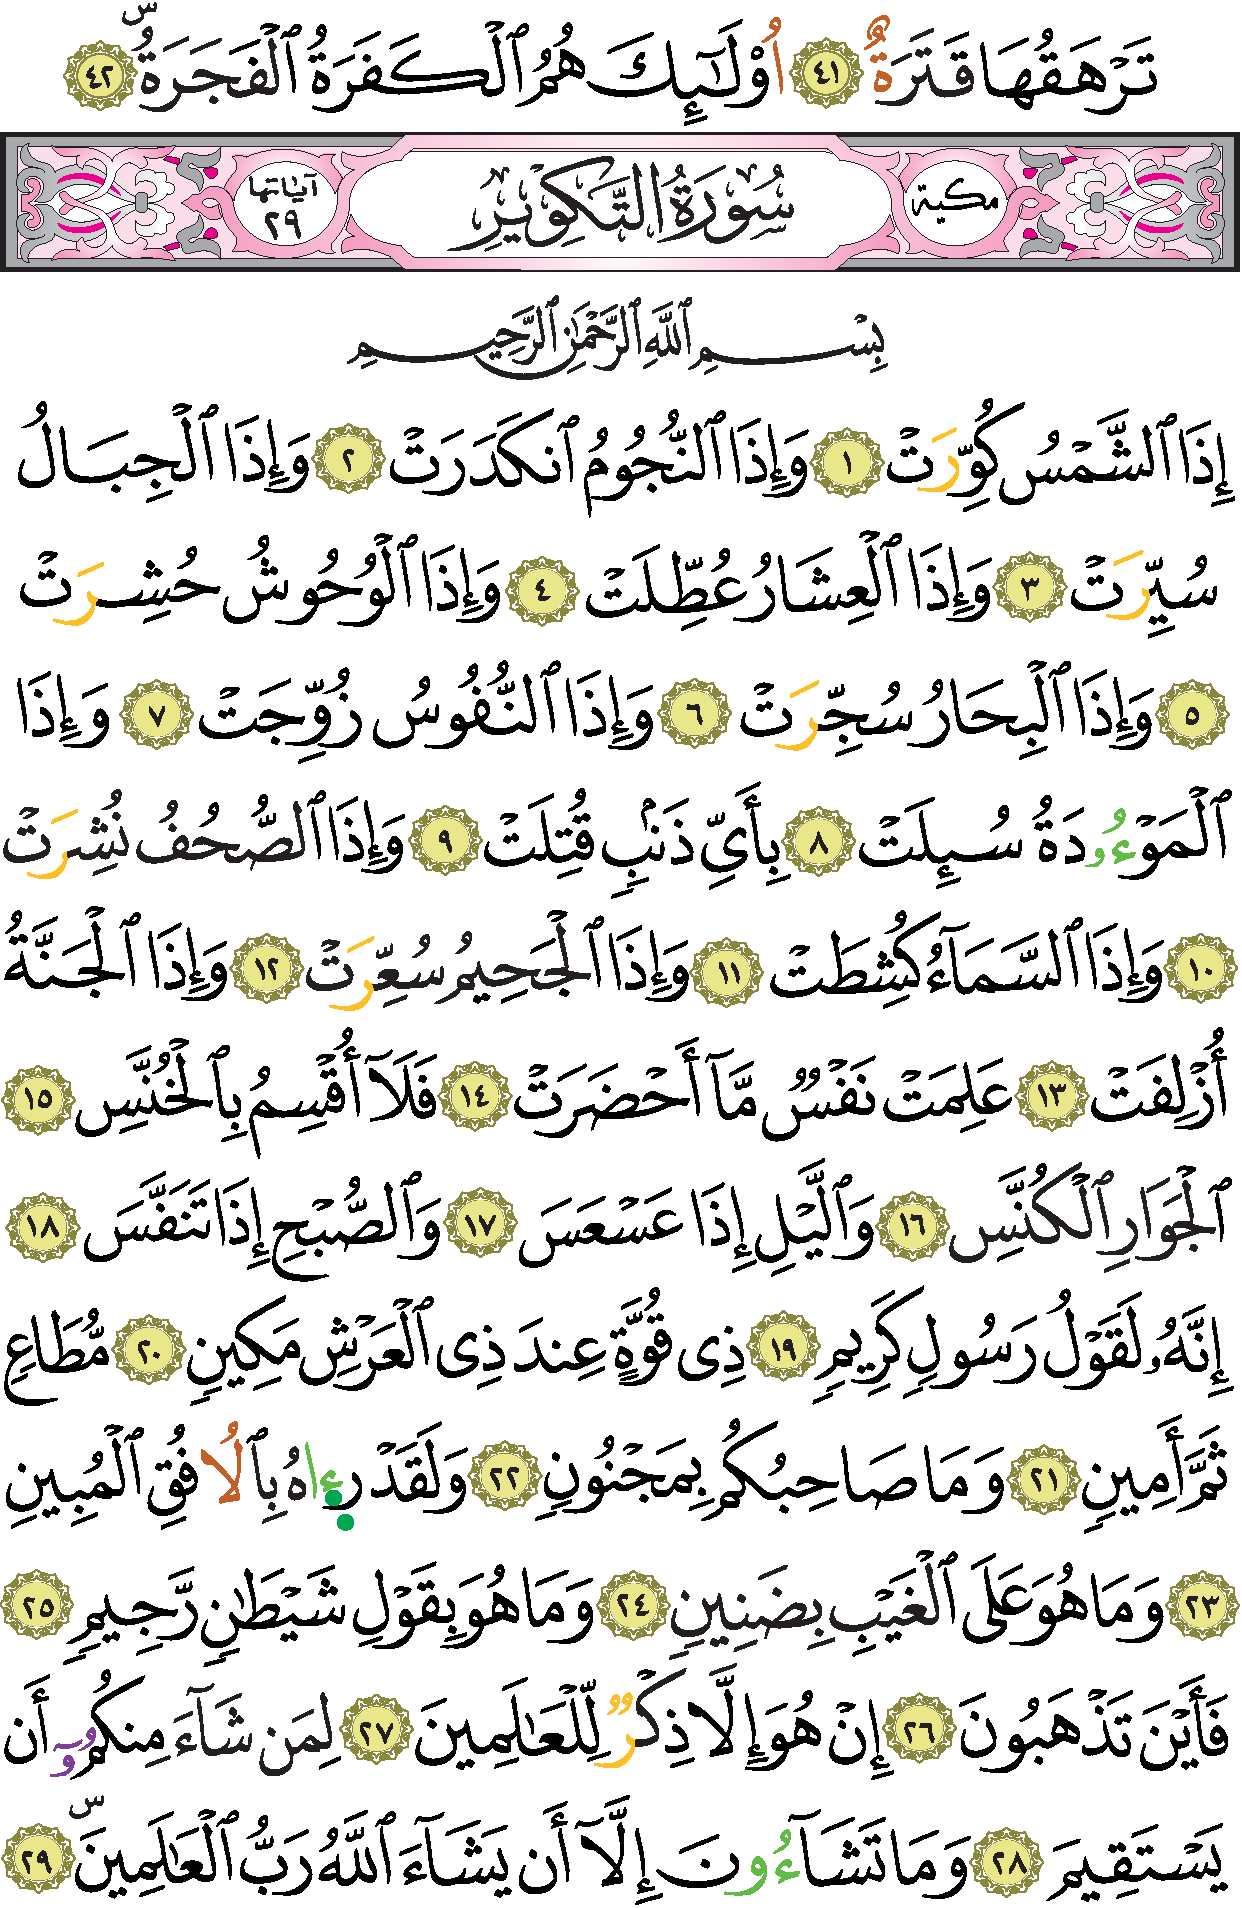 تَرْهَقُهَا قَتَرَةٌ ٤١ اُوْلَٰٓئِكَ هُمُ ٱلْكَفَرَةُ ٱلْفَجَرَةُ ٤٢ س
مكية سُورَةُ التَّكْوِيرِ آياتها ٢٩
بِسْمِ ٱللَّهِ ٱلرَّحْمَٰنِ ٱلرَّحِيمِ
إِذَا ٱلشَّمْسُ كُوِّرَتْ ١ وَإِذَا ٱلنُّجُومُ ٱنكَدَرَتْ ٢ وَإِذَا ٱلْجِبَالُ
سُيِّرَتْ ٣ وَإِذَا ٱلْعِشَارُ عُطِّلَتْ ٤ وَإِذَا ٱلْوُحُوشُ حُشِرَتْ
٥ وَإِذَا ٱلْبِحَارُ سُجِّرَتْ ٦ وَإِذَا ٱلنُّفُوسُ زُوِّجَتْ ٧ وَإِذَا
ٱلْمَوْءُۥدَةُ سُئِلَتْ ٨ بِأَىِّ ذَنۢبٍ قُتِلَتْ ٩ وَإِذَا ٱلصُّحُفُ نُشِرَتْ
١٠ وَإِذَا ٱلسَّمَآءُ كُشِطَتْ ١١ وَإِذَا ٱلْجَحِيمُ سُعِّرَتْ ١٢ وَإِذَا ٱلْجَنَّةُ
أُزْلِفَتْ ١٣ عَلِمَتْ نَفْسٌ مَّآ أَحْضَرَتْ ١٤ فَلَآ أُقْسِمُ بِٱلْخُنَّسِ ١٥
ٱلْجَوَارِ ٱلْكُنَّسِ ١٦ وَٱلَّيْلِ إِذَا عَسْعَسَ ١٧ وَٱلصُّبْحِ إِذَا تَنَفَّسَ ١٨
إِنَّهُۥ لَقَوْلُ رَسُولٍ كَرِيمٍ ١٩ ذِى قُوَّةٍ عِندَ ذِى ٱلْعَرْشِ مَكِينٍ ٢٠ مُّطَاعٍ
ثَمَّ أَمِينٍ ٢١ وَمَا صَاحِبُكُم بِمَجْنُونٍ ٢٢ وَلَقَدْ رءِاهُ بِٱلُافُقِ ٱلْمُبِينِ
٢٣ وَمَا هُوَ عَلَى ٱلْغَيْبِ بِضَنِينٍ ٢٤ وَمَا هُوَ بِقَوْلِ شَيْطَٰنٍ رَّجِيمٍ ٢٥
فَأَيْنَ تَذْهَبُونَ ٢٦ إِنْ هُوَ إِلَّا ذِكْرٌ لِّلْعَٰلَمِينَ ٢٧ لِمَن شَآءَ مِنكُمُۥٓ أَن
يَسْتَقِيمَ ٢٨ وَمَا تَشَآءُونَ إِلَّآ أَن يَشَآءَ ٱللَّهُ رَبُّ ٱلْعَٰلَمِينَ ٢٩ س